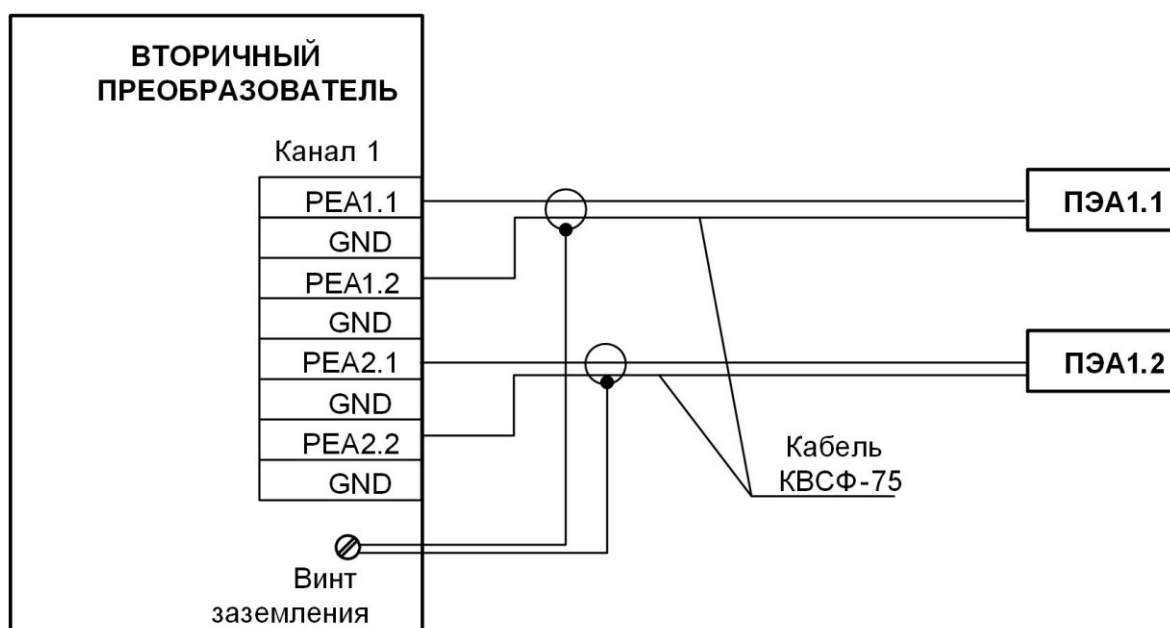 ВТОРИЧНЫЙ
ПРЕОБРАЗОВАТЕЛЬ
Канал 1
PEA1.1
GND
PEA1.2
GND
PEA2.1
GND
PEA2.2
GND
Винт
заземления
ПЭА1.1
ПЭА1.2
Кабель
КВСФ-75